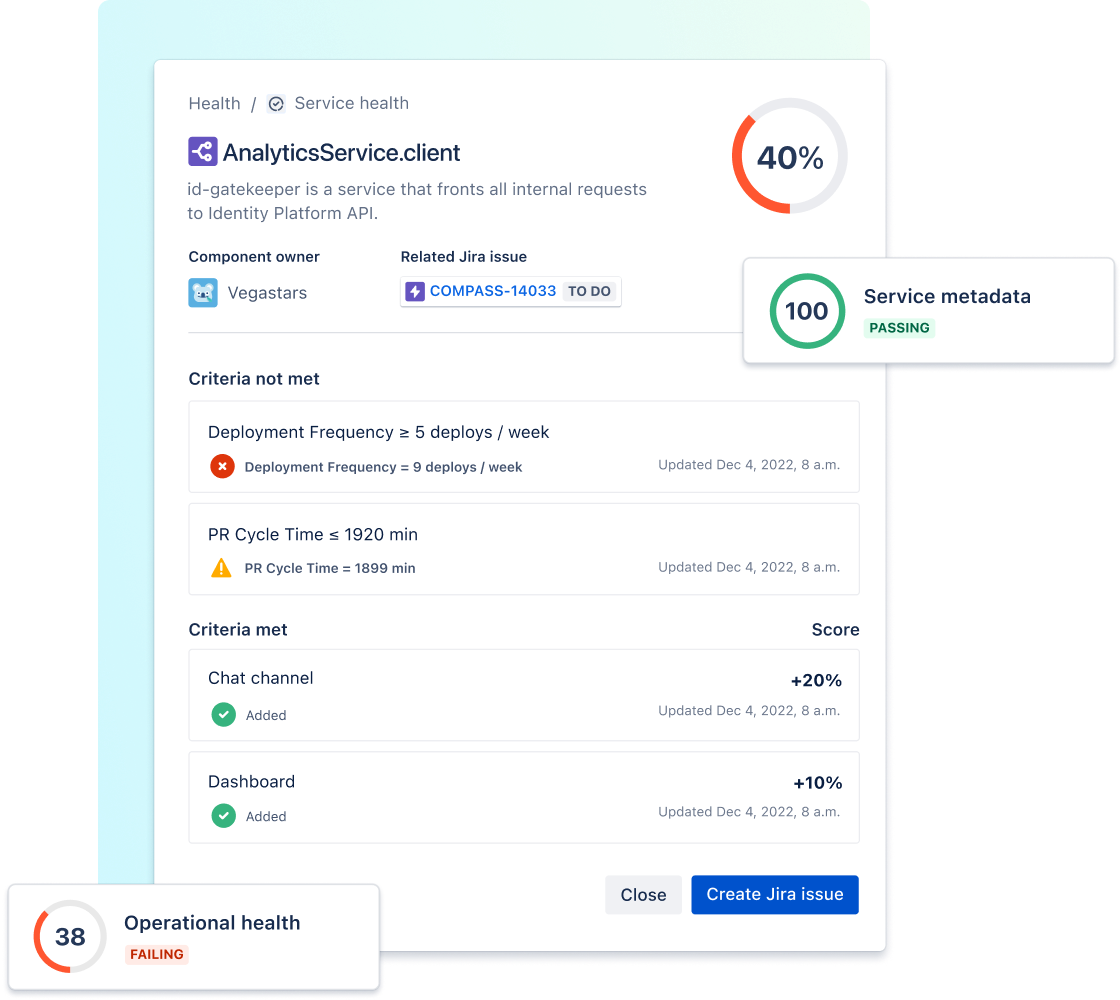 Health / Service health
AnalyticsService.client
id-gatekeeper is a service that fronts all internal requests
to Identity Platform API.
40%
Component owner
Vegastars
Related Jira issue
COMPASS-14033 TO DO
100
Service metadata
PASSING
Criteria not met
Deployment Frequency ≥ 5 deploys / week
Deployment Frequency = 9 deploys / week
Updated Dec 4, 2022, 8 a.m.
PR Cycle Time ≤ 1920 min
PR Cycle Time = 1899 min
Updated Dec 4, 2022, 8 a.m.
Criteria met
Score
Chat channel
+20%
Added
Updated Dec 4, 2022, 8 a.m.
Dashboard
+10%
Added
Updated Dec 4, 2022, 8 a.m.
Close
Create Jira issue
38
Operational health
FAILING